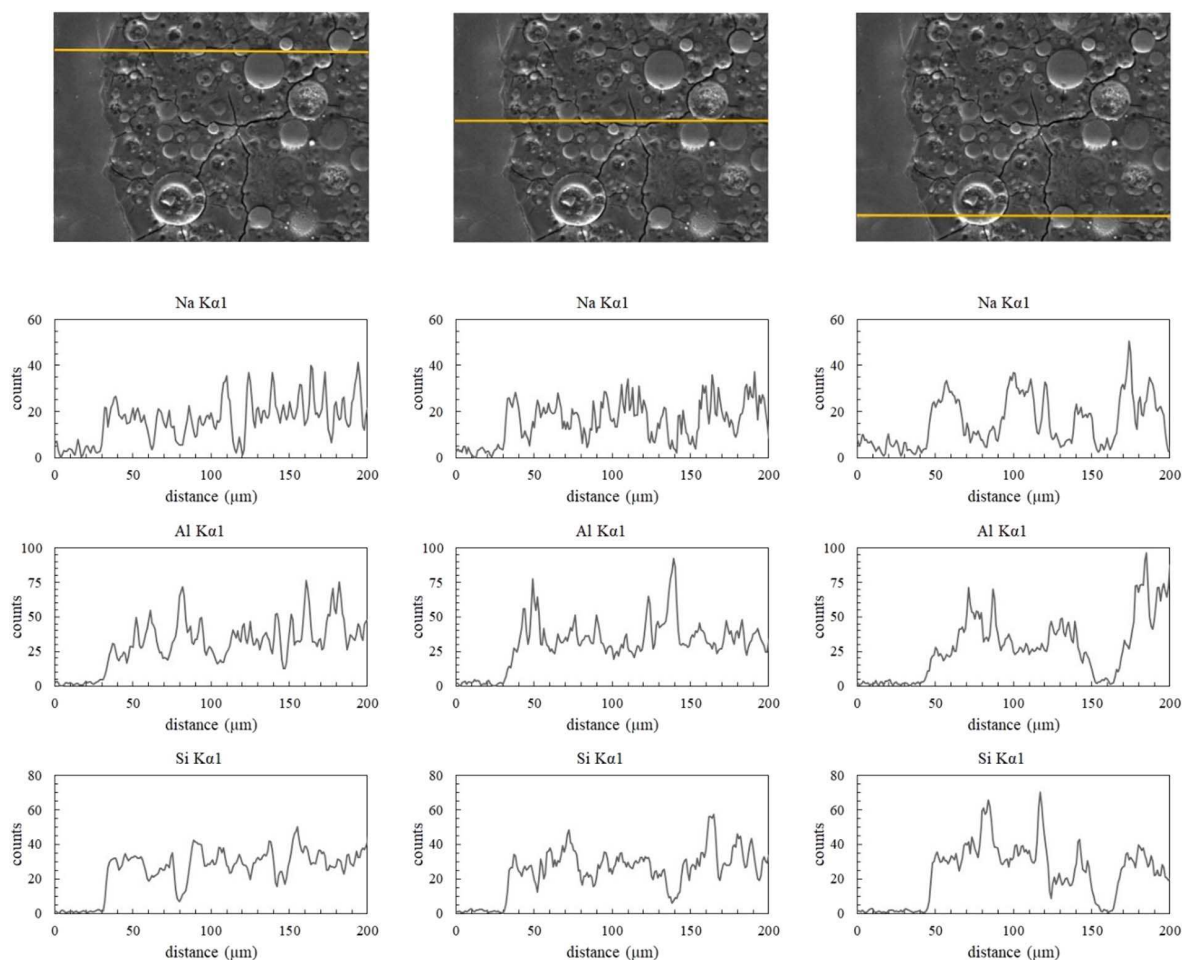 Na Kα1 Na Kα1 Na Kα1
60 60 60
40 40 40
20 20 20
0 0 0
counts counts counts
0 50 100 150 200 0 50 100 150 200 0 50 100 150 200
distance (µm) distance (µm) distance (µm)
Al Kα1 Al Kα1 Al Kα1
100 100 100
75 75 75
50 50 50
25 25 25
0 0 0
counts counts counts
0 50 100 150 200 0 50 100 150 200 0 50 100 150 200
distance (µm) distance (µm) distance (µm)
Si Kα1 Si Kα1 Si Kα1
80 80 80
60 60 60
40 40 40
20 20 20
0 0 0
counts counts counts
0 50 100 150 200 0 50 100 150 200 0 50 100 150 200
distance (µm) distance (µm) distance (µm)